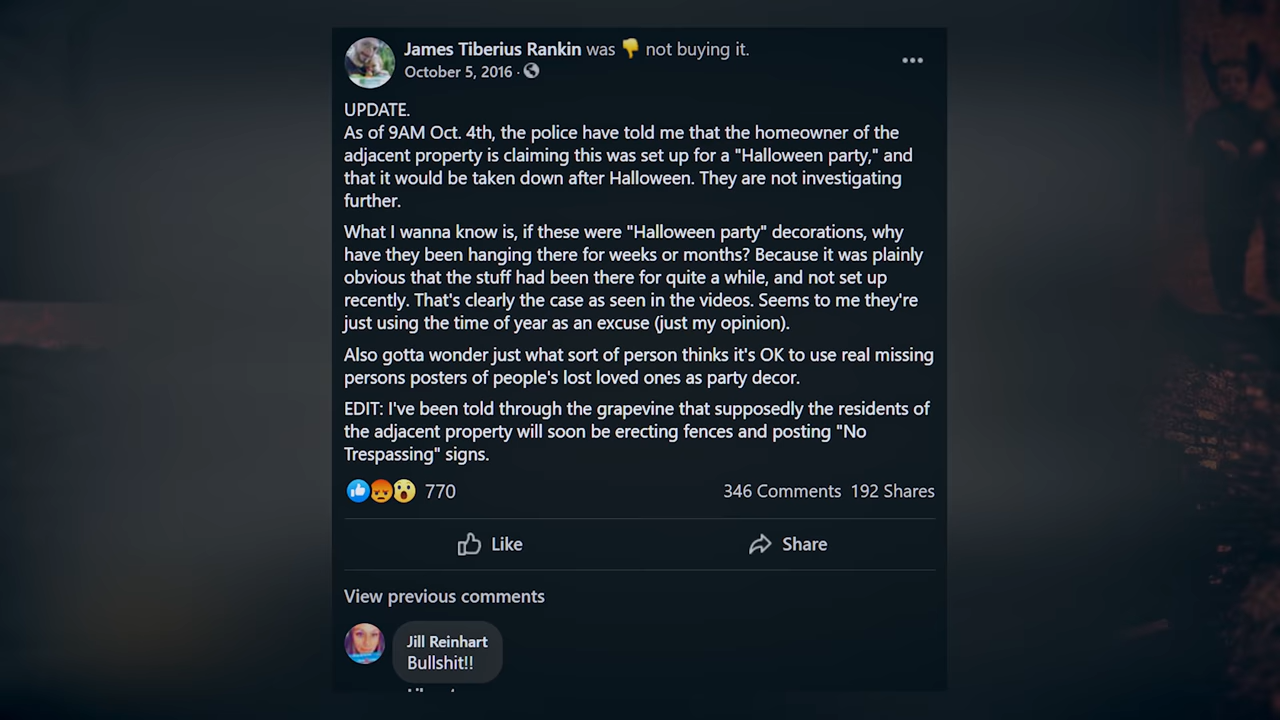 James Tiberius Rankin was 👎 not buying it.
October 5, 2016 ·
UPDATE.
As of 9AM Oct. 4th, the police have told me that the homeowner of the
adjacent property is claiming this was set up for a "Halloween party," and
that it would be taken down after Halloween. They are not investigating
further.
What I wanna know is, if these were "Halloween party" decorations, why
have they been hanging there for weeks or months? Because it was plainly
obvious that the stuff had been there for quite a while, and not set up
recently. That's clearly the case as seen in the videos. Seems to me they're
just using the time of year as an excuse (just my opinion).
Also gotta wonder just what sort of person thinks it's OK to use real missing
persons posters of people's lost loved ones as party decor.
EDIT: I've been told through the grapevine that supposedly the residents of
the adjacent property will soon be erecting fences and posting "No
Trespassing" signs.
770 346 Comments 192 Shares
Like Share
View previous comments
Jill Reinhart
Bullshit!!